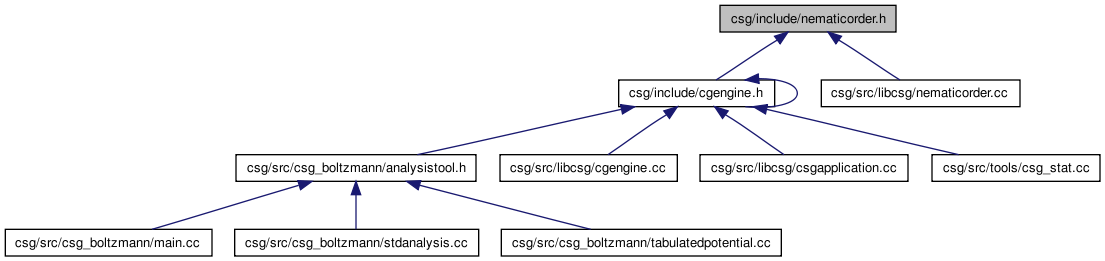 csg/include/nematicorder.h
csg/include/cgengine.h
csg/src/libcsg/nematicorder.cc
csg/src/csg_boltzmann/analysistool.h
csg/src/libcsg/cgengine.cc
csg/src/libcsg/csgapplication.cc
csg/src/tools/csg_stat.cc
csg/src/csg_boltzmann/main.cc
csg/src/csg_boltzmann/stdanalysis.cc
csg/src/csg_boltzmann/tabulatedpotential.cc